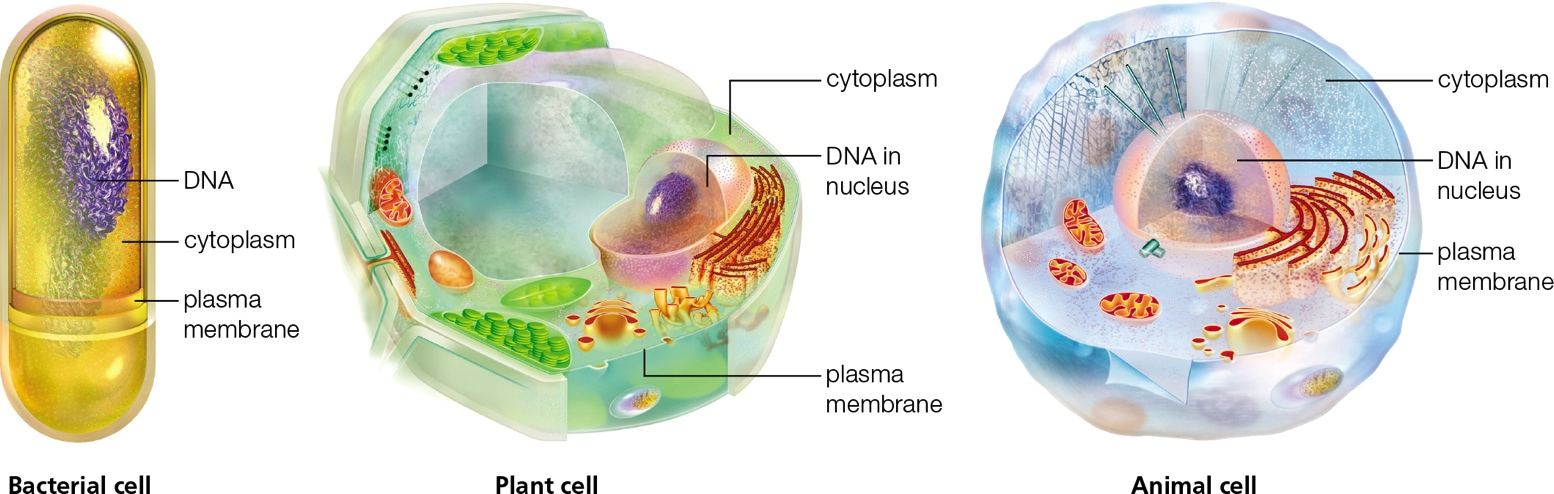 DNA
cytoplasm
plasma
membrane
Bacterial cell
cytoplasm
DNA in
nucleus
plasma
membrane
Plant cell
cytoplasm
DNA in
nucleus
plasma
membrane
Animal cell